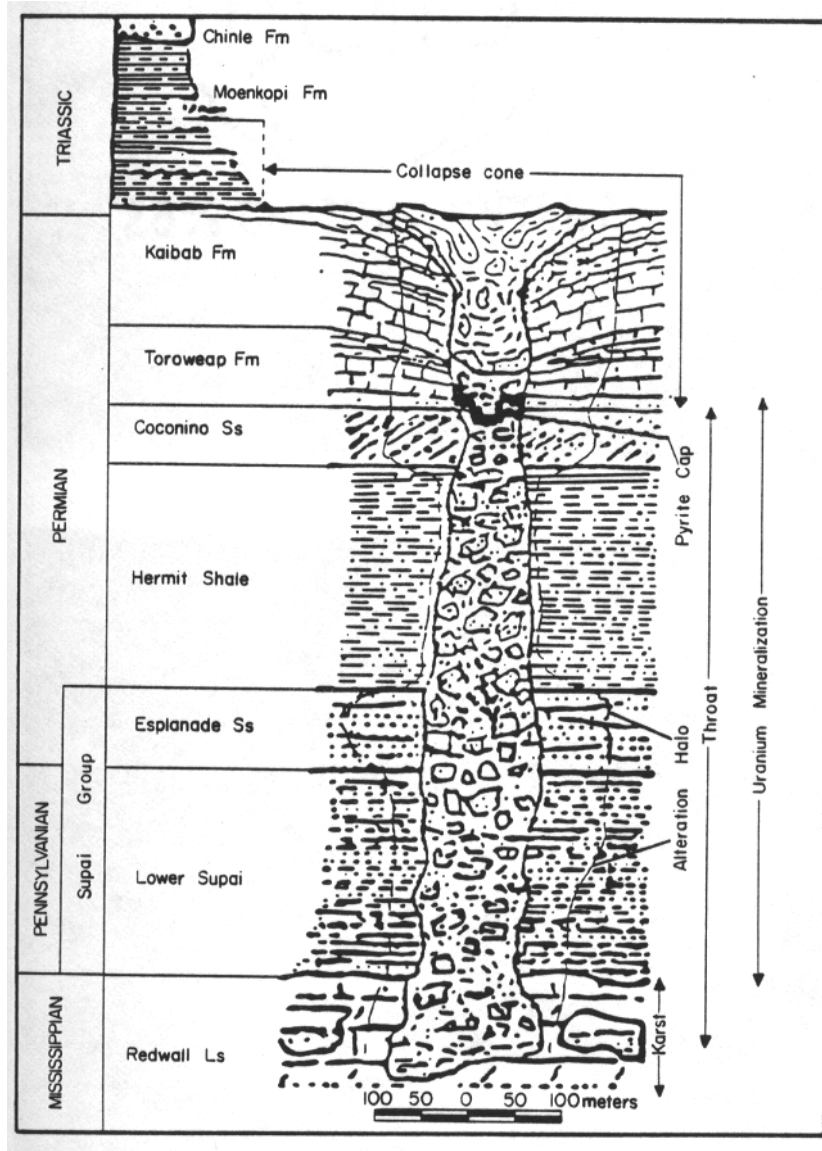 TRIASSIC
Chinle Fm
Moenkopi Fm
Collapse cone
PERMIAN
Kaibab Fm
Toroweap Fm
Coconino Ss
Hermit Shale
Esplanade Ss
Pyrite Cap
Uranium Mineralization
Throat
Alteration Halo
PENNSYLVANIAN
Supai Group
Lower Supai
MISSISSIPPIAN
Redwall Ls
Karst
100 50 0 50 100 meters